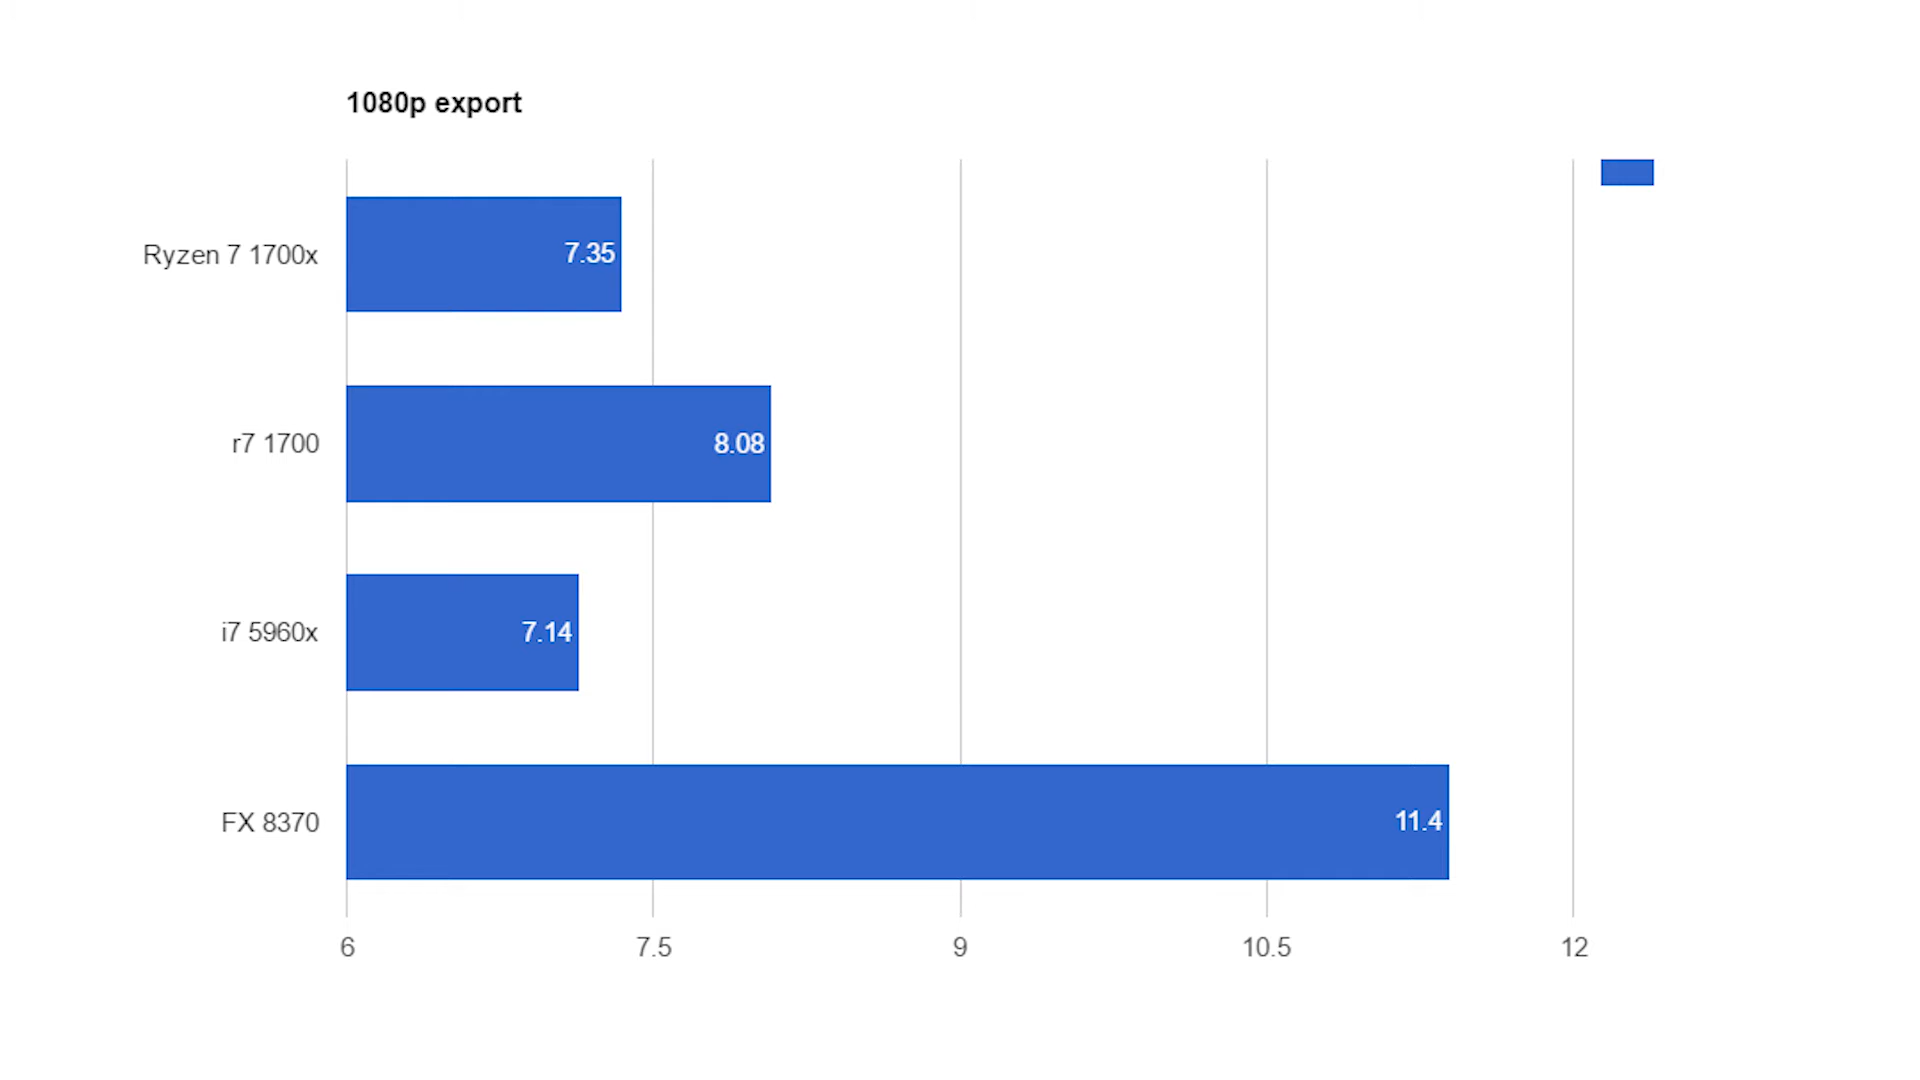 1080p export
Ryzen 7 1700x
7.35
r7 1700
8.08
i7 5960x
7.14
FX 8370
11.4
6 7.5 9 10.5 12